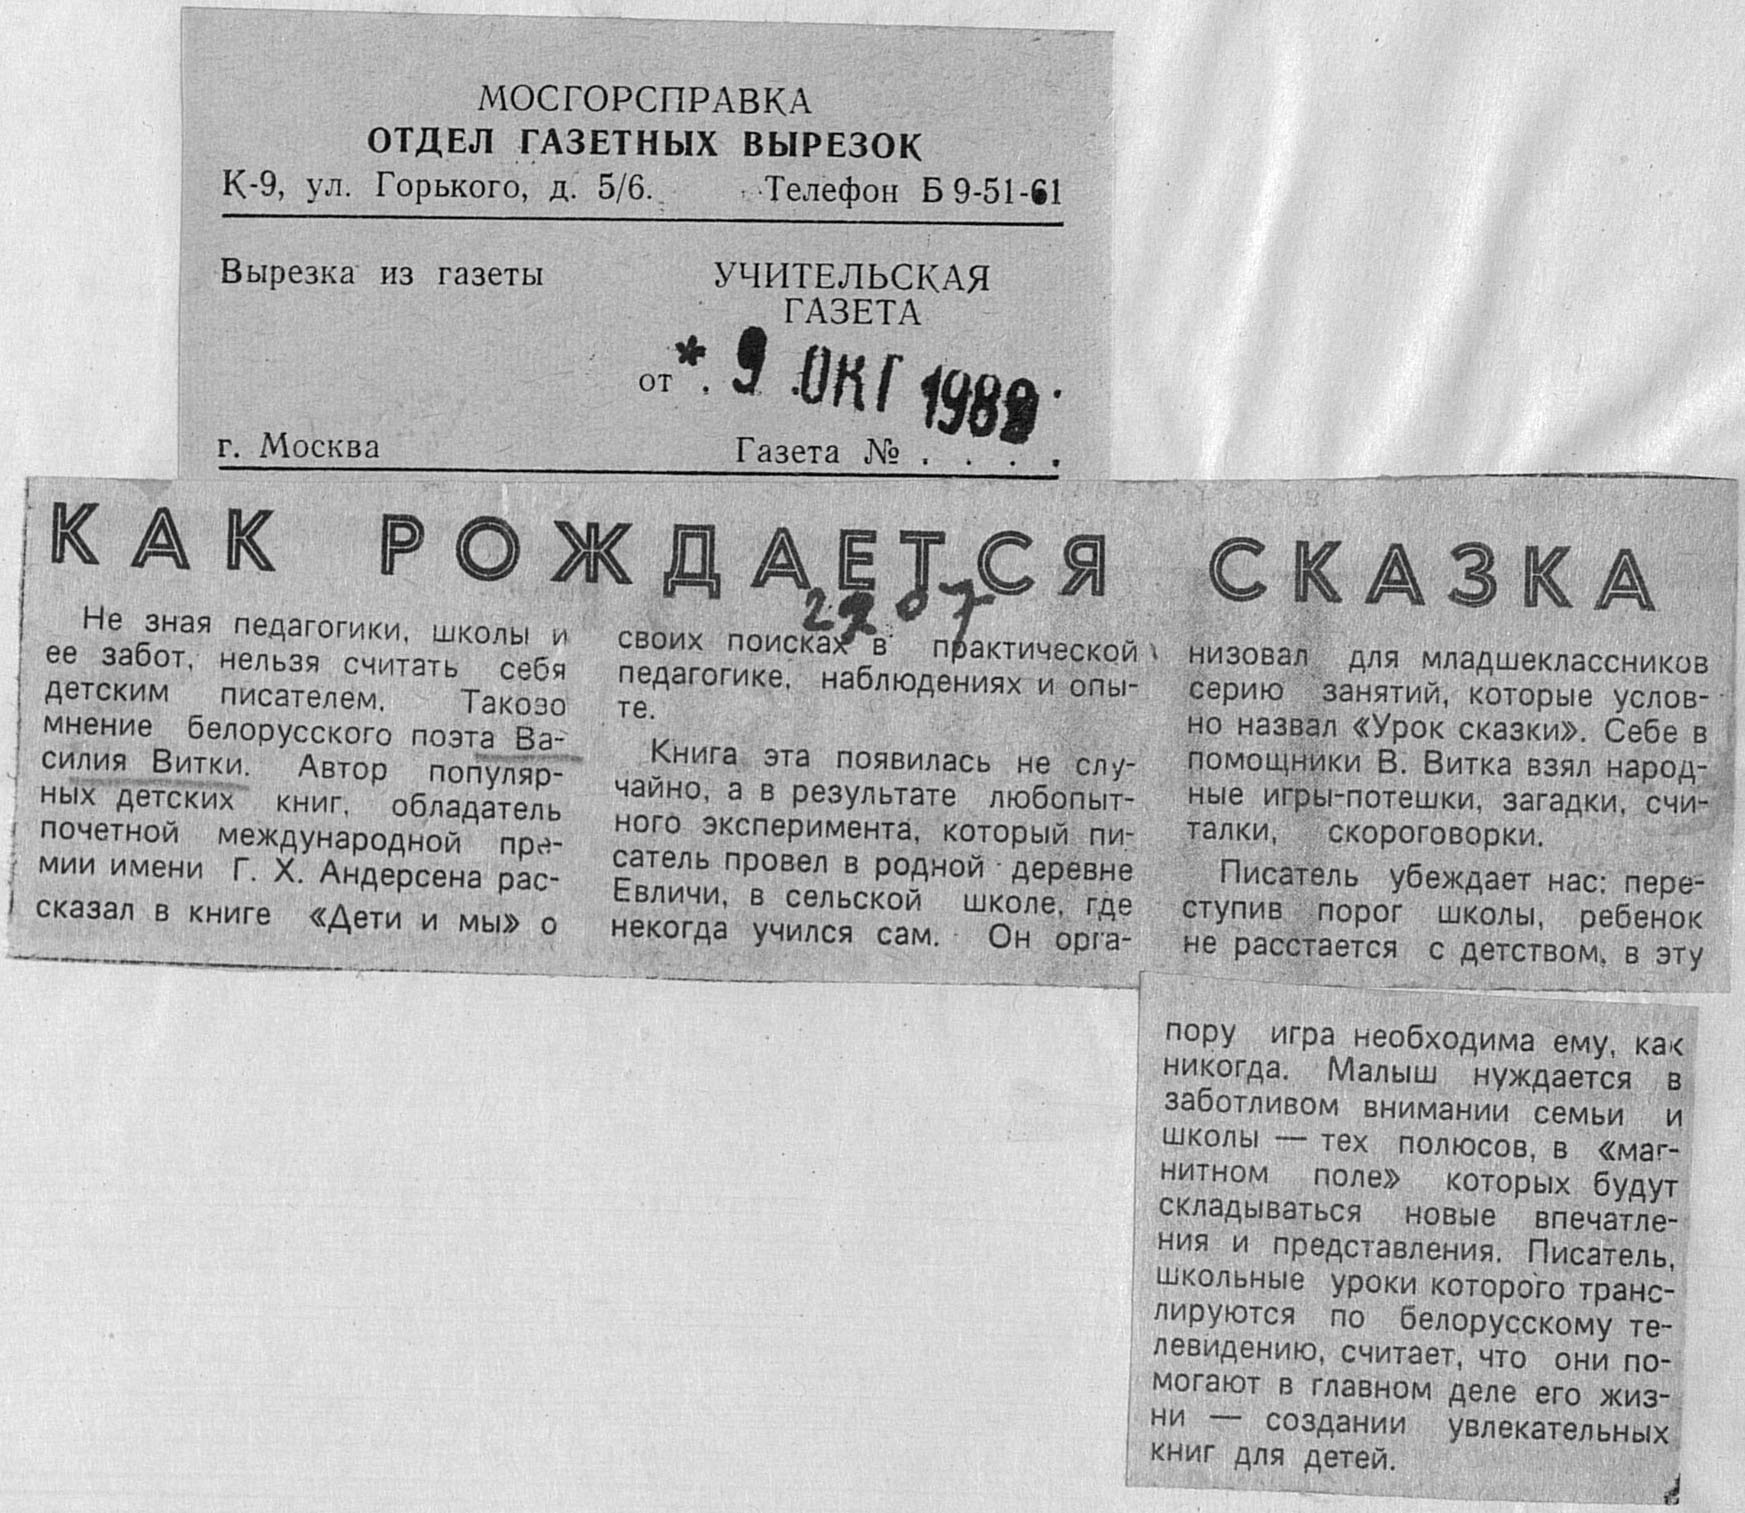 МОСГОРСПРАВКА
ОТДЕЛ ГАЗЕТНЫХ ВЫРЕЗОК
К-9, ул. Горького, д. 5/6. Телефон Б 9-51-61
Вырезка из газеты УЧИТЕЛЬСКАЯ
ГАЗЕТА
от * 9 ОКТ 1982
г. Москва Газета № . . . .
КАК РОЖДАЕТСЯ СКАЗКА
Не зная педагогики, школы и
ее забот, нельзя считать себя
детским писателем. Таково
мнение белорусского поэта Ва-
силия Витки. Автор популяр-
ных детских книг, обладатель
почетной международной пре-
мии имени Г. Х. Андерсена рас-
сказал в книге «Дети и мы» о
своих поисках в практической
педагогике, наблюдениях и опы-
те.
Книга эта появилась не слу-
чайно, а в результате любопыт-
ного эксперимента, который пи-
сатель провел в родной деревне
Евличи, в сельской школе, где
некогда учился сам. Он орга-
низовал для младшеклассников
серию занятий, которые услов-
но назвал «Урок сказки». Себе в
помощники В. Витка взял народ-
ные игры-потешки, загадки, счи-
талки, скороговорки.
Писатель убеждает нас: пере-
ступив порог школы, ребенок
не расстается с детством, в эту
пору игра необходима ему, как
никогда. Малыш нуждается в
заботливом внимании семьи и
школы — тех полюсов, в «маг-
нитном поле» которых будут
складываться новые впечатле-
ния и представления. Писатель,
школьные уроки которого транс-
лируются по белорусскому те-
левидению, считает, что они по-
могают в главном деле его жиз-
ни — создании увлекательных
книг для детей.